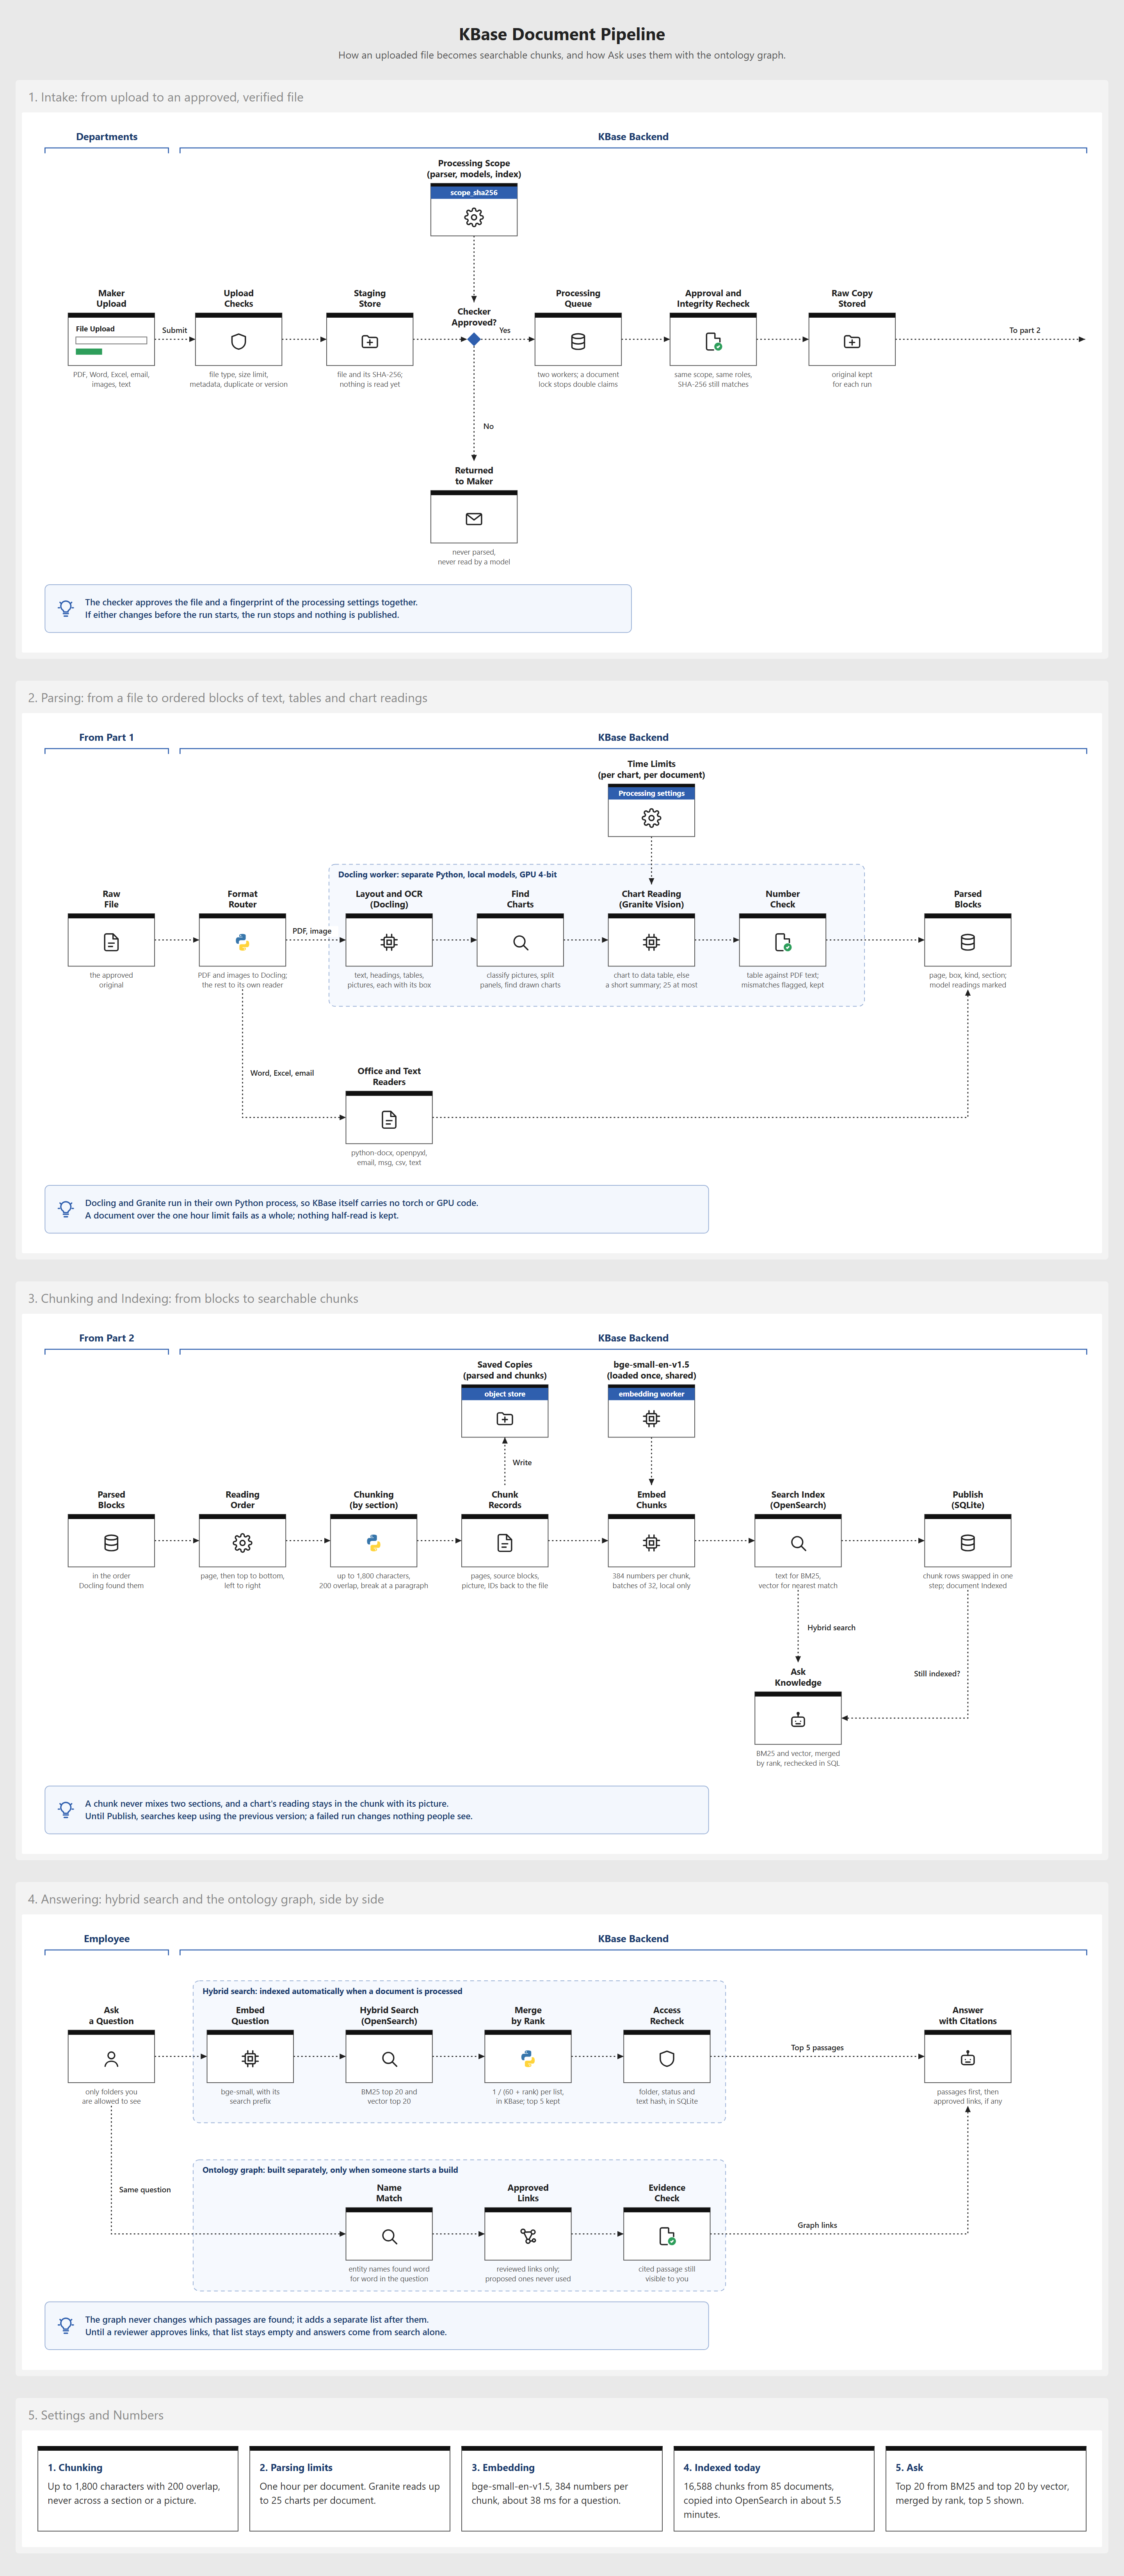 KBase Document Pipeline
How an uploaded file becomes searchable chunks, and how Ask uses them with the ontology graph.
1. Intake: from upload to an approved, verified file
Departments
KBase Backend
Processing Scope
(parser, models, index)
scope_sha256
Maker
Upload
File Upload
PDF, Word, Excel, email,
images, text
Submit
Upload
Checks
file type, size limit,
metadata, duplicate or version
Staging
Store
file and its SHA-256;
nothing is read yet
Checker
Approved?
Yes
Processing
Queue
two workers; a document
lock stops double claims
Approval and
Integrity Recheck
same scope, same roles,
SHA-256 still matches
Raw Copy
Stored
original kept
for each run
To part 2
No
Returned
to Maker
never parsed,
never read by a model
The checker approves the file and a fingerprint of the processing settings together.
If either changes before the run starts, the run stops and nothing is published.
2. Parsing: from a file to ordered blocks of text, tables and chart readings
From Part 1
KBase Backend
Time Limits
(per chart, per document)
Processing settings
Docling worker: separate Python, local models, GPU 4-bit
Raw
File
the approved
original
Format
Router
PDF and images to Docling;
the rest to its own reader
PDF, image
Layout and OCR
(Docling)
text, headings, tables,
pictures, each with its box
Find
Charts
classify pictures, split
panels, find drawn charts
Chart Reading
(Granite Vision)
chart to data table, else
a short summary; 25 at most
Number
Check
table against PDF text;
mismatches flagged, kept
Parsed
Blocks
page, box, kind, section;
model readings marked
Word, Excel, email
Office and Text
Readers
python-docx, openpyxl,
email, msg, csv, text
Docling and Granite run in their own Python process, so KBase itself carries no torch or GPU code.
A document over the one hour limit fails as a whole; nothing half-read is kept.
3. Chunking and Indexing: from blocks to searchable chunks
From Part 2
KBase Backend
Saved Copies
(parsed and chunks)
object store
bge-small-en-v1.5
(loaded once, shared)
embedding worker
Write
Parsed
Blocks
in the order
Docling found them
Reading
Order
page, then top to bottom,
left to right
Chunking
(by section)
up to 1,800 characters,
200 overlap, break at a paragraph
Chunk
Records
pages, source blocks,
picture, IDs back to the file
Embed
Chunks
384 numbers per chunk,
batches of 32, local only
Search Index
(OpenSearch)
text for BM25,
vector for nearest match
Publish
(SQLite)
chunk rows swapped in one
step; document Indexed
Hybrid search
Still indexed?
Ask
Knowledge
BM25 and vector, merged
by rank, rechecked in SQL
A chunk never mixes two sections, and a chart's reading stays in the chunk with its picture.
Until Publish, searches keep using the previous version; a failed run changes nothing people see.
4. Answering: hybrid search and the ontology graph, side by side
Employee
KBase Backend
Hybrid search: indexed automatically when a document is processed
Ask
a Question
only folders you
are allowed to see
Embed
Question
bge-small, with its
search prefix
Hybrid Search
(OpenSearch)
BM25 top 20 and
vector top 20
Merge
by Rank
1 / (60 + rank) per list,
in KBase; top 5 kept
Access
Recheck
folder, status and
text hash, in SQLite
Top 5 passages
Answer
with Citations
passages first, then
approved links, if any
Ontology graph: built separately, only when someone starts a build
Same question
Name
Match
entity names found word
for word in the question
Approved
Links
reviewed links only;
proposed ones never used
Evidence
Check
cited passage still
visible to you
Graph links
The graph never changes which passages are found; it adds a separate list after them.
Until a reviewer approves links, that list stays empty and answers come from search alone.
5. Settings and Numbers
1. Chunking
Up to 1,800 characters with 200 overlap,
never across a section or a picture.
2. Parsing limits
One hour per document. Granite reads up
to 25 charts per document.
3. Embedding
bge-small-en-v1.5, 384 numbers per
chunk, about 38 ms for a question.
4. Indexed today
16,588 chunks from 85 documents,
copied into OpenSearch in about 5.5
minutes.
5. Ask
Top 20 from BM25 and top 20 by vector,
merged by rank, top 5 shown.